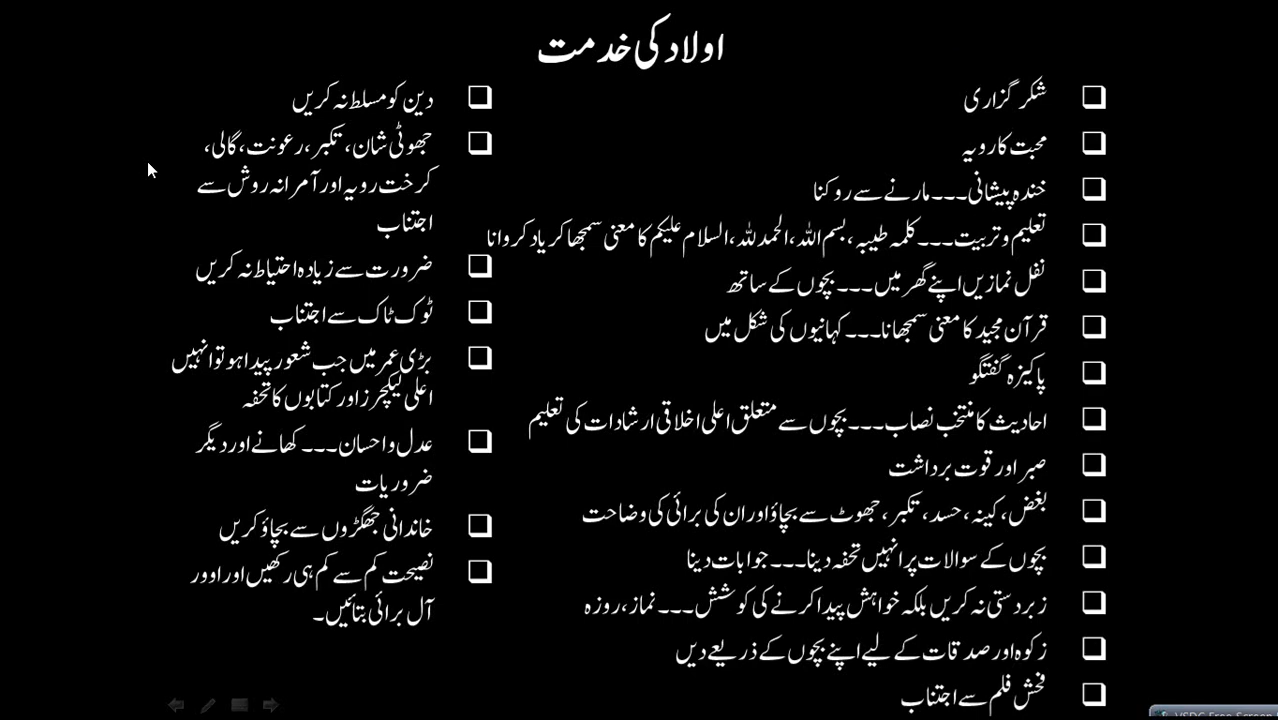 اولاد کی خدمت
شکر گزاری
محبت کا رویہ
خندہ پیشانی۔۔۔مارنے سے روکنا
تعلیم و تربیت۔۔۔کلمہ طیبہ، بسم اللہ، الحمدللہ، السلام علیکم کا معنی سمجھا کر یاد کروانا
نفل نمازیں اپنے گھر میں۔۔۔بچوں کے ساتھ
قرآن مجید کا معنی سمجھانا۔۔۔کہانیوں کی شکل میں
پاکیزہ گفتگو
احادیث کا منتخب نصاب۔۔۔بچوں سے متعلق اعلی اخلاقی ارشادات کی تعلیم
صبر اور قوت برداشت
بغض، کینہ، حسد، تکبر، جھوٹ سے بچاؤ اور ان کی برائی کی وضاحت
بچوں کے سوالات پر انہیں تحفہ دینا۔۔۔جوابات دینا
زبردستی نہ کریں بلکہ خواہش پیدا کرنے کی کوشش۔۔۔نماز، روزہ
زکوہ اور صدقات کے لیے اپنے بچوں کے ذریعے دیں
فحش فلم سے اجتناب
دین کو مسلط نہ کریں
جھوٹی شان، تکبر، رعونت، گالی،
کرخت رویہ اور آمرانہ روش سے
اجتناب
ضرورت سے زیادہ احتیاط نہ کریں
ٹوک ٹاک سے اجتناب
بڑی عمر میں جب شعور پیدا ہو تو انہیں
اعلی لیکچرز اور کتابوں کا تحفہ
عدل و احسان۔۔۔کھانے اور دیگر
ضروریات
خاندانی جھگڑوں سے بچاؤ کریں
نصیحت کم سے کم ہی رکھیں اور اوور
آل برائی بتائیں۔